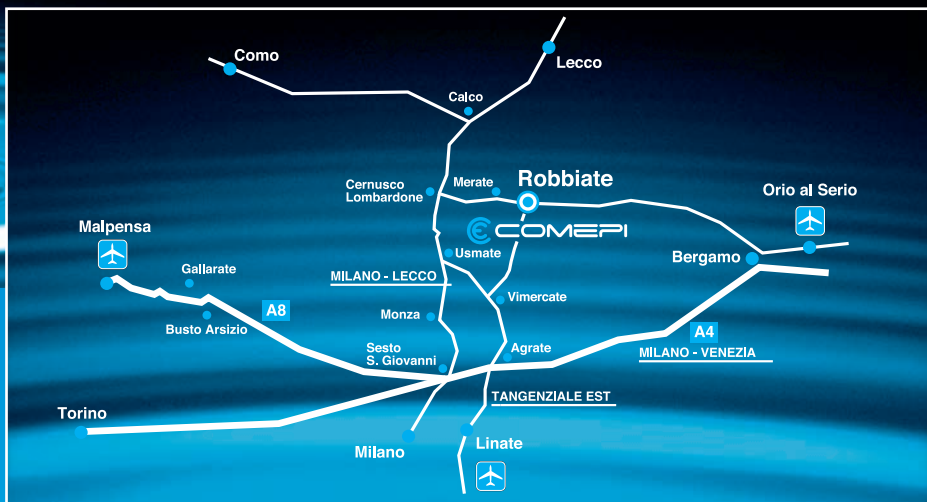 Como
Lecco
Calco
Cernusco
Lombardone
Merate
Robbiate
Orio al Serio
Malpensa
COMEPI
Usmate
Bergamo
Gallarate
MILANO - LECCO
Vimercate
A8
Monza
Busto Arsizio
A4
Sesto
S. Giovanni
Agrate
MILANO - VENEZIA
TANGENZIALE EST
Torino
Milano
Linate